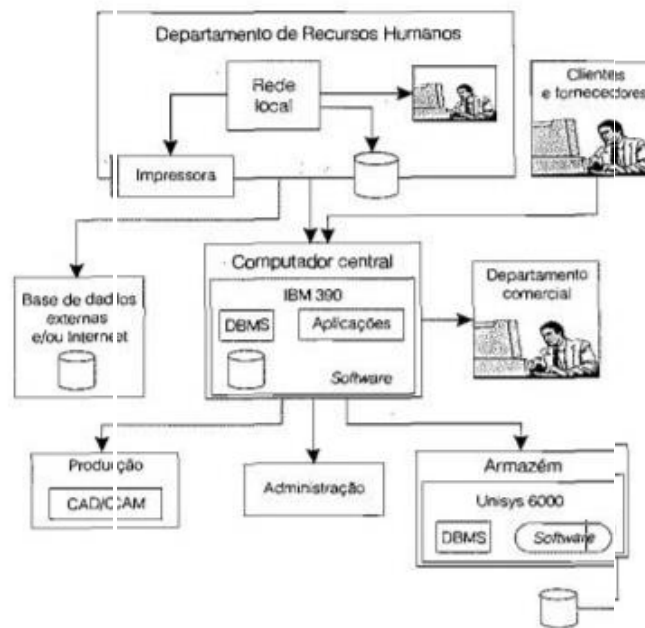 Departamento de Recursos Humanos
Rede
local
Clientes
e fornecedores
Impressora
Computador central
IBM 390
DBMS
Aplicações
Software
Base de dados
externas
e/ou Internet
Departamento
comercial
Produção
CAD/CCAM
Administração
Armazém
Unisys 6000
DBMS
Software